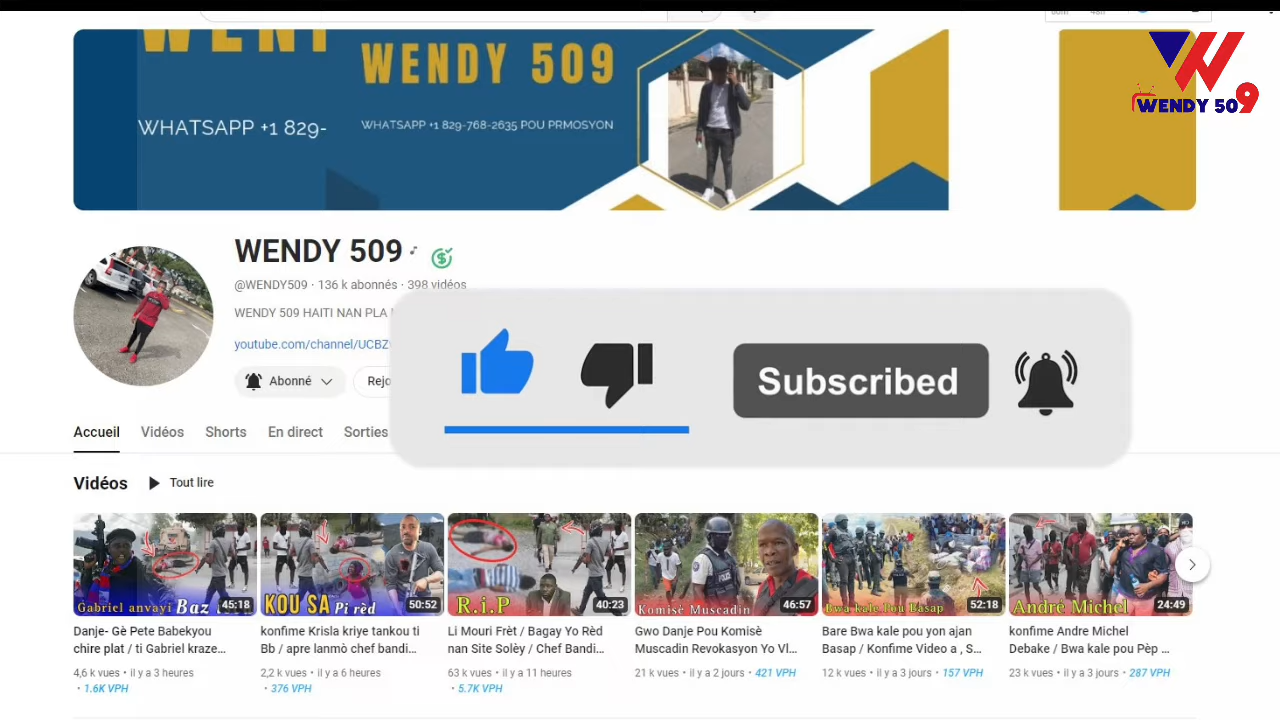 WENDY 509
WHATSAPP +1 829-
WHATSAPP +1 829-768-2635 POU PRMOSYON
WENDY 509
WENDY 509
@WENDY509 · 136 k abonnés · 398 vidéos
WENDY 509 HAITI NAN PLA
youtube.com/channel/UCBZ
Abonné
Rejo
Subscribed
Accueil
Vidéos
Shorts
En direct
Sorties
Vidéos
Tout lire
Gabriel anvayi Baz
45:18
KOU SA Pi rèd
50:52
R.i.P
40:23
Komisè Muscadin
46:57
Bwa kale Pou Basap
52:18
André Michel
24:49
Danje- Gè Pete Babekyou
chire plat / ti Gabriel kraze...
4,6 k vues • il y a 3 heures
• 1.6K VPH
konfime Krisla kriye tankou ti
Bb / apre lanmò chef bandi...
2,2 k vues • il y a 6 heures
• 376 VPH
Li Mouri Frèt / Bagay Yo Rèd
nan Site Solèy / Chef Bandi...
63 k vues • il y a 11 heures
• 5.7K VPH
Gwo Danje Pou Komisè
Muscadin Revokasyon Yo Vl...
21 k vues • il y a 2 jours • 421 VPH
Bare Bwa kale pou yon ajan
Basap / Konfime Video a , S...
12 k vues • il y a 3 jours • 157 VPH
konfime Andre Michel
Debake / Bwa kale pou Pèp ...
23 k vues • il y a 3 jours • 287 VPH